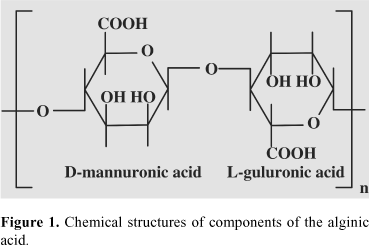 COOH
O
O
OH HO
OH HO
O
O
COOH
D-mannuronic acid L-guluronic acid
n
Figure 1. Chemical structures of components of the alginic
acid.